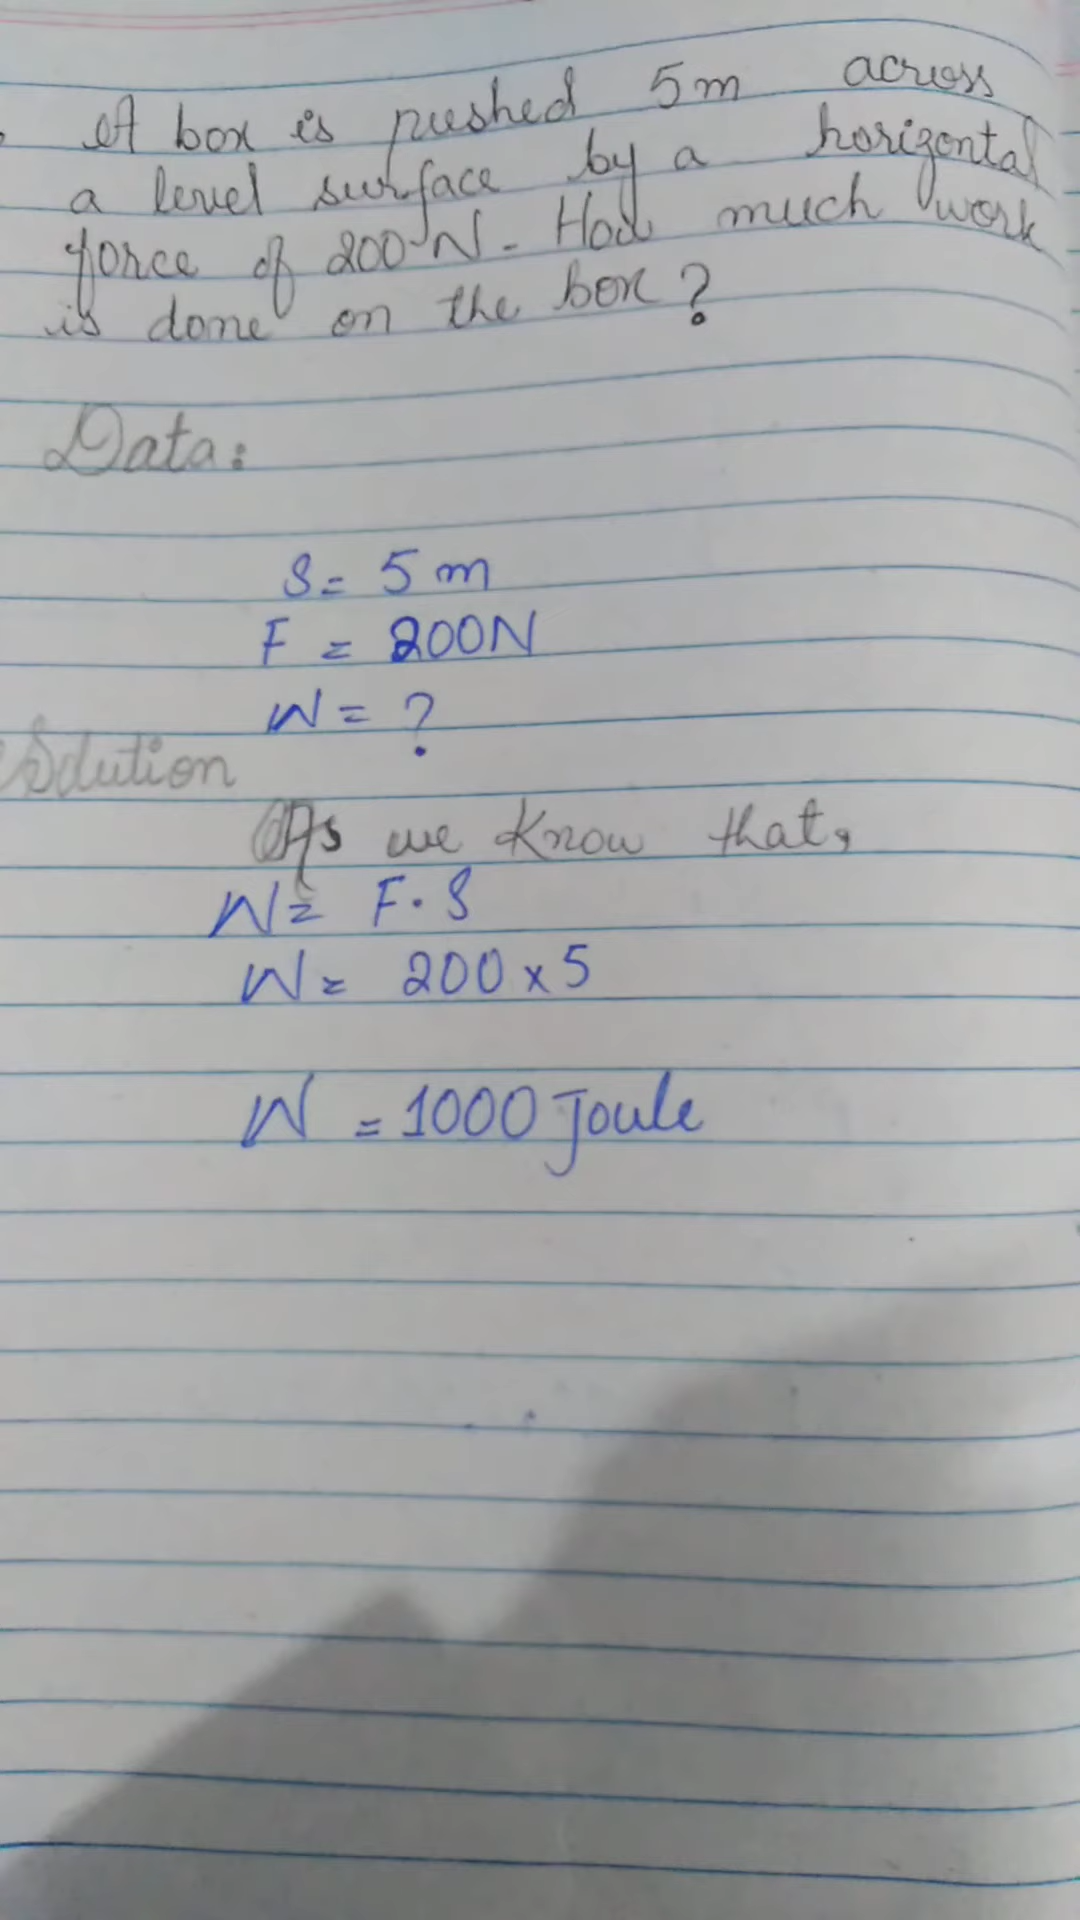 A box is pushed 5m across
a level surface by a horizontal
force of 200 N. How much work
is done on the box?
Data:
S = 5 m
F = 200N
W = ?
Solution
As we know that,
W = F . S
W = 200 x 5
W = 1000 Joule